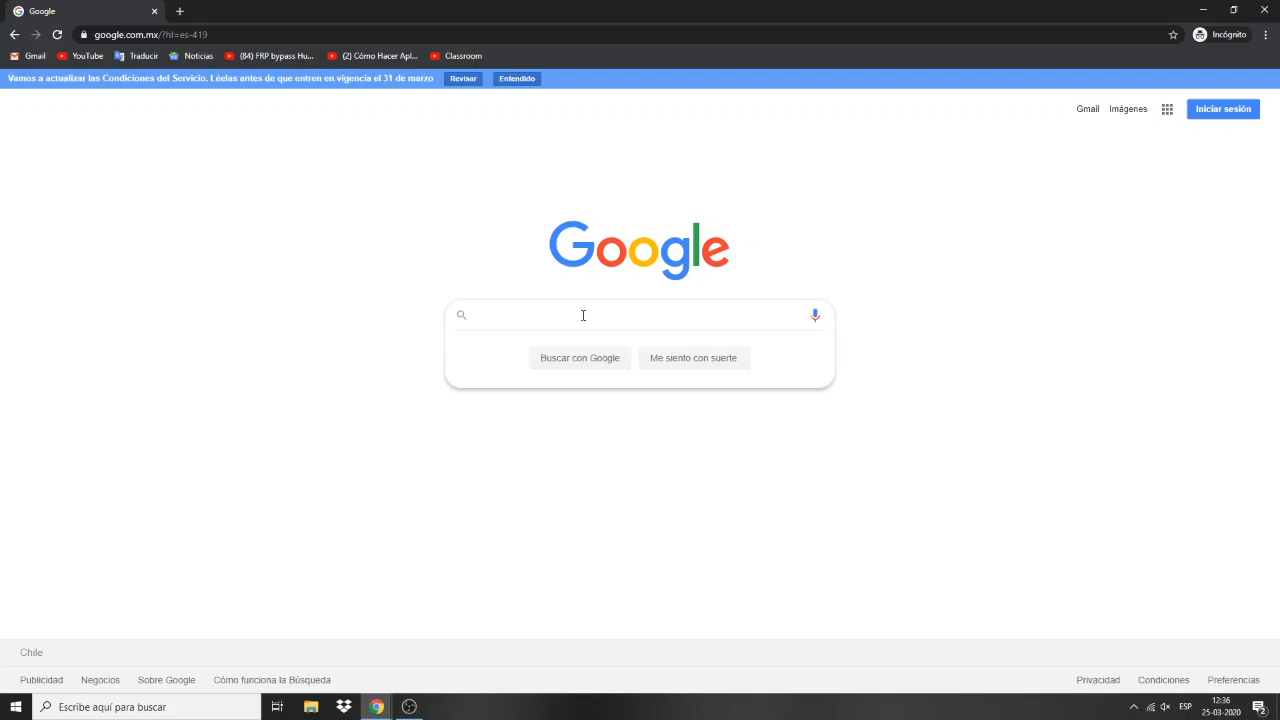 Google
google.com.mx/?hl=es-419
Incógnito
Gmail
YouTube
Traducir
Noticias
(84) FRP bypass Hu...
(2) Cómo Hacer Apl...
Classroom
Vamos a actualizar las Condiciones del Servicio. Léelas antes de que entren en vigencia el 31 de marzo
Revisar
Entendido
Gmail
Imágenes
Iniciar sesión
Google
Buscar con Google
Me siento con suerte
Chile
Publicidad
Negocios
Sobre Google
Cómo funciona la Búsqueda
Privacidad
Condiciones
Preferencias
Escribe aquí para buscar
ESP
12:36
25-03-2020
2